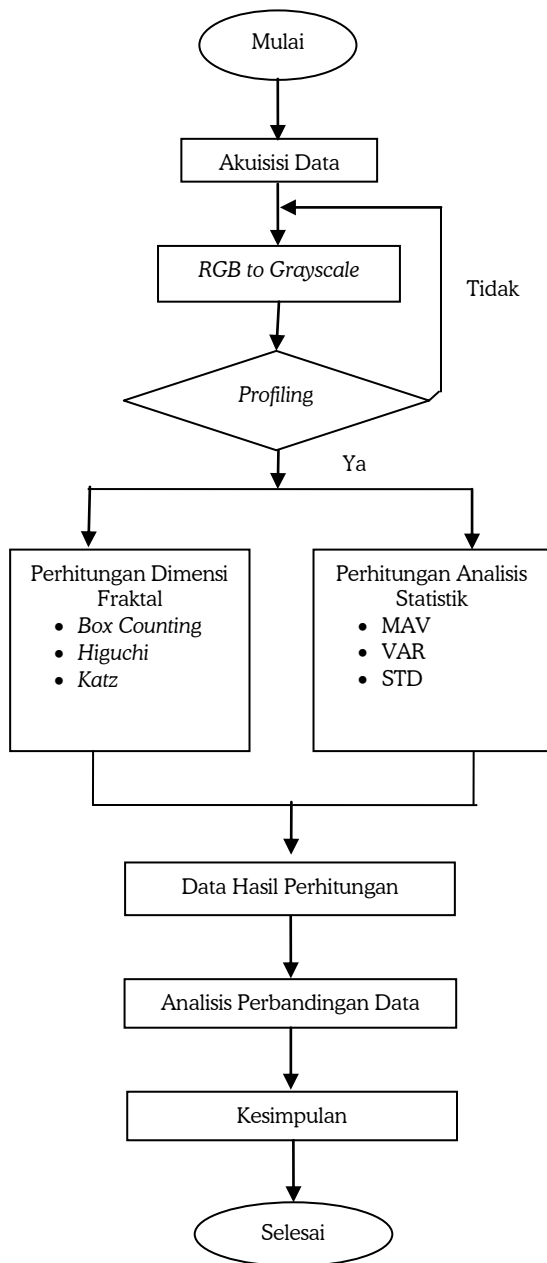 Mulai
Akuisisi Data
RGB to Grayscale
Tidak
Profiling
Ya
Perhitungan Dimensi
Fraktal
• Box Counting
• Higuchi
• Katz
Perhitungan Analisis
Statistik
• MAV
• VAR
• STD
Data Hasil Perhitungan
Analisis Perbandingan Data
Kesimpulan
Selesai